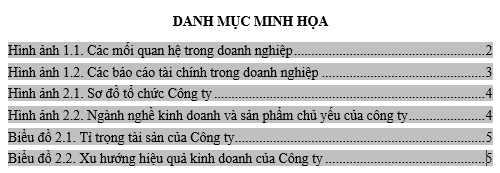 DANH MỤC MINH HỌA
Hình ảnh 1.1. Các mối quan hệ trong doanh nghiệp.............................................................2
Hình ảnh 1.2. Các báo cáo tài chính trong doanh nghiệp ....................................................3
Hình ảnh 2.1. Sơ đồ tổ chức Công ty ..................................................................................4
Hình ảnh 2.2. Ngành nghề kinh doanh và sản phẩm chủ yếu của công ty..........................4
Biểu đồ 2.1. Tỉ trọng tài sản của Công ty............................................................................5
Biểu đồ 2.2. Xu hướng hiệu quả kinh doanh của Công ty ..................................................5